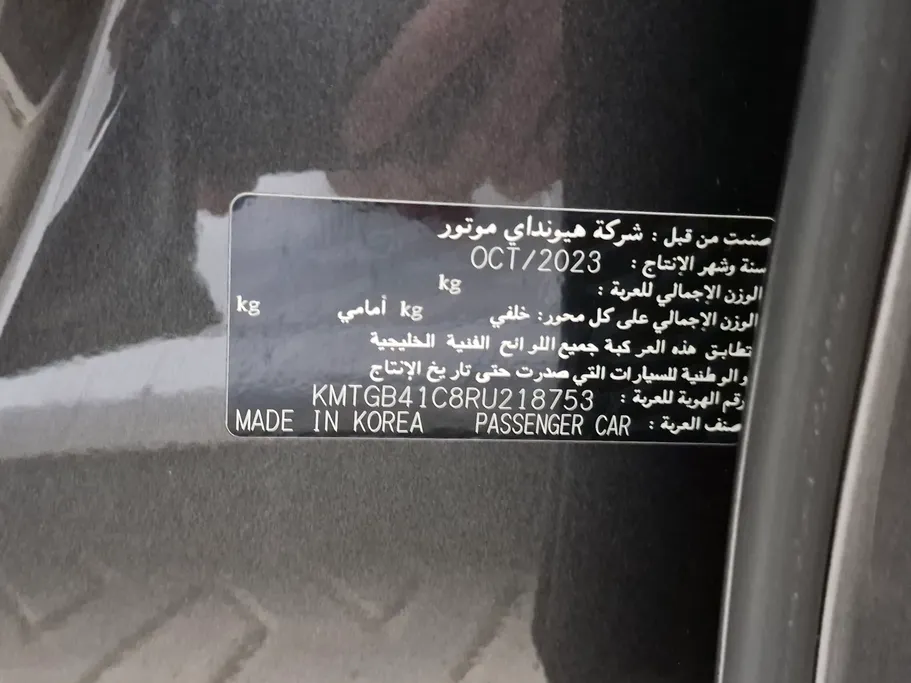 صنعت من قبل : شركة هيونداي موتور
سنة وشهر الإنتاج : OCT/2023
الوزن الإجمالي للعربة : kg
الوزن الإجمالي على كل محور: خلفي kg أمامي kg
تطابق هذه المركبة جميع اللوائح الفنية الخليجية
والوطنية للسيارات التي صدرت حتى تاريخ الإنتاج
رقم الهوية للعربة : KMTGB41C8RU218753
صنف العربة : PASSENGER CAR MADE IN KOREA